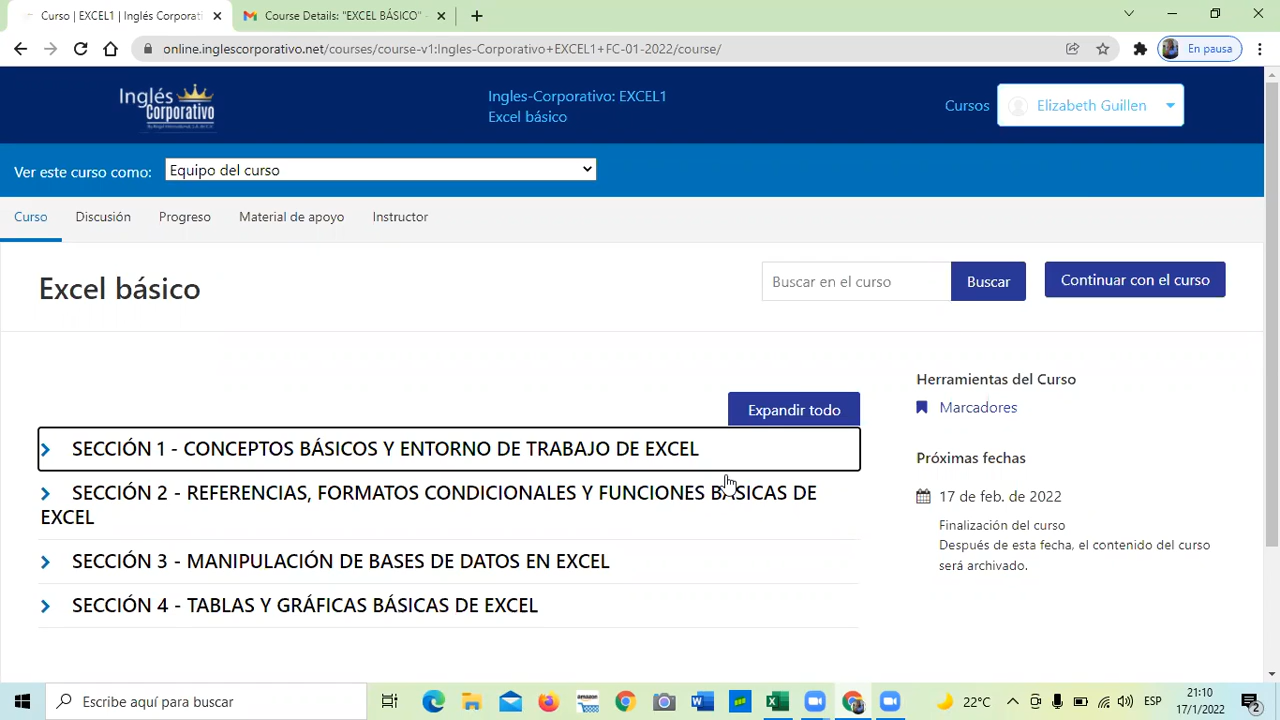 Curso | EXCEL1 | Inglés Corporati
Course Details: "EXCEL BÁSICO" -
online.inglescorporativo.net/courses/course-v1:Ingles-Corporativo+EXCEL1+FC-01-2022/course/
En pausa
Inglés
Corporativo
Ingles-Corporativo: EXCEL1
Excel básico
Cursos
Elizabeth Guillen
Ver este curso como:
Equipo del curso
Curso
Discusión
Progreso
Material de apoyo
Instructor
Excel básico
Buscar en el curso
Buscar
Continuar con el curso
Expandir todo
SECCIÓN 1 - CONCEPTOS BÁSICOS Y ENTORNO DE TRABAJO DE EXCEL
SECCIÓN 2 - REFERENCIAS, FORMATOS CONDICIONALES Y FUNCIONES BÁSICAS DE
EXCEL
SECCIÓN 3 - MANIPULACIÓN DE BASES DE DATOS EN EXCEL
SECCIÓN 4 - TABLAS Y GRÁFICAS BÁSICAS DE EXCEL
Herramientas del Curso
Marcadores
Próximas fechas
17 de feb. de 2022
Finalización del curso
Después de esta fecha, el contenido del curso
será archivado.
Escribe aquí para buscar
amazon
22°C
ESP
21:10
17/1/2022
2